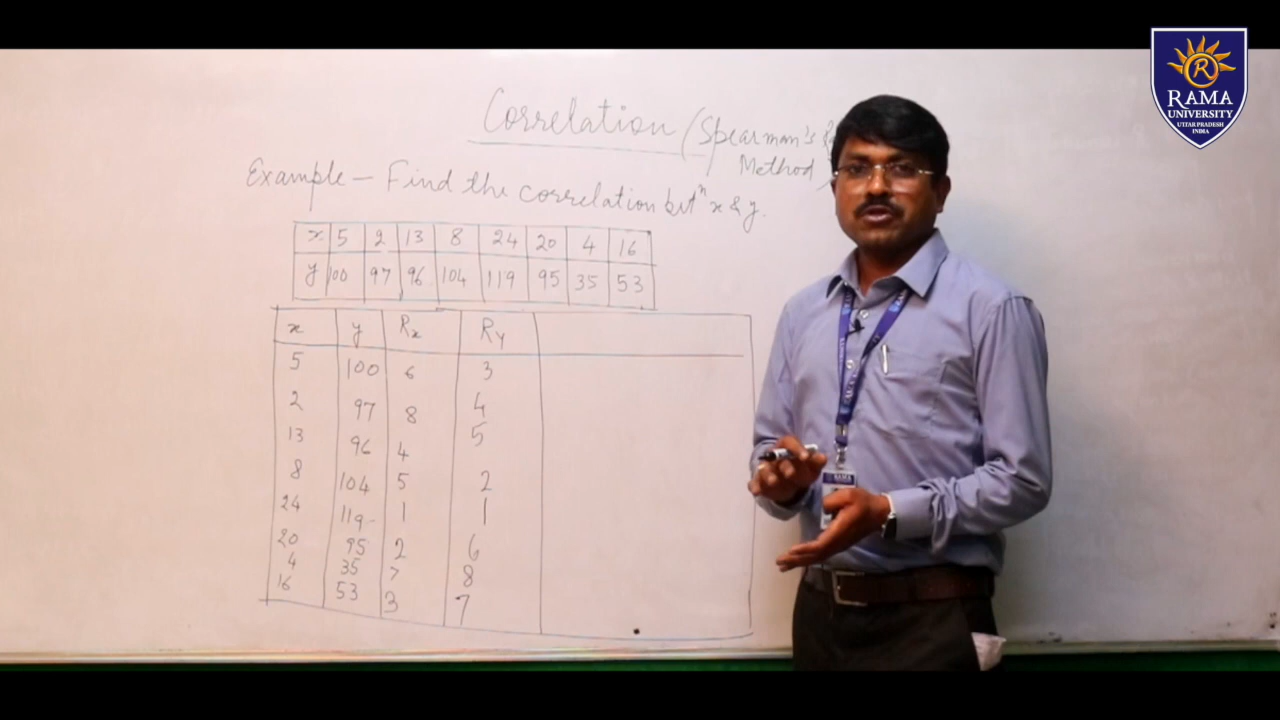 RAMA
UNIVERSITY
UTTAR PRADESH
INDIA
Correlation (Spearman's
Method)
Example – Find the correlation betⁿ x & y.
x 5 2 13 8 24 20 4 16
y 100 97 96 104 119 95 35 53
x y Rx Ry
5 100 6 3
2 97 8 4
13 96 4 5
8 104 5 2
24 119 1 1
20 95 2 6
4 35 7 8
16 53 3 7
RAMA